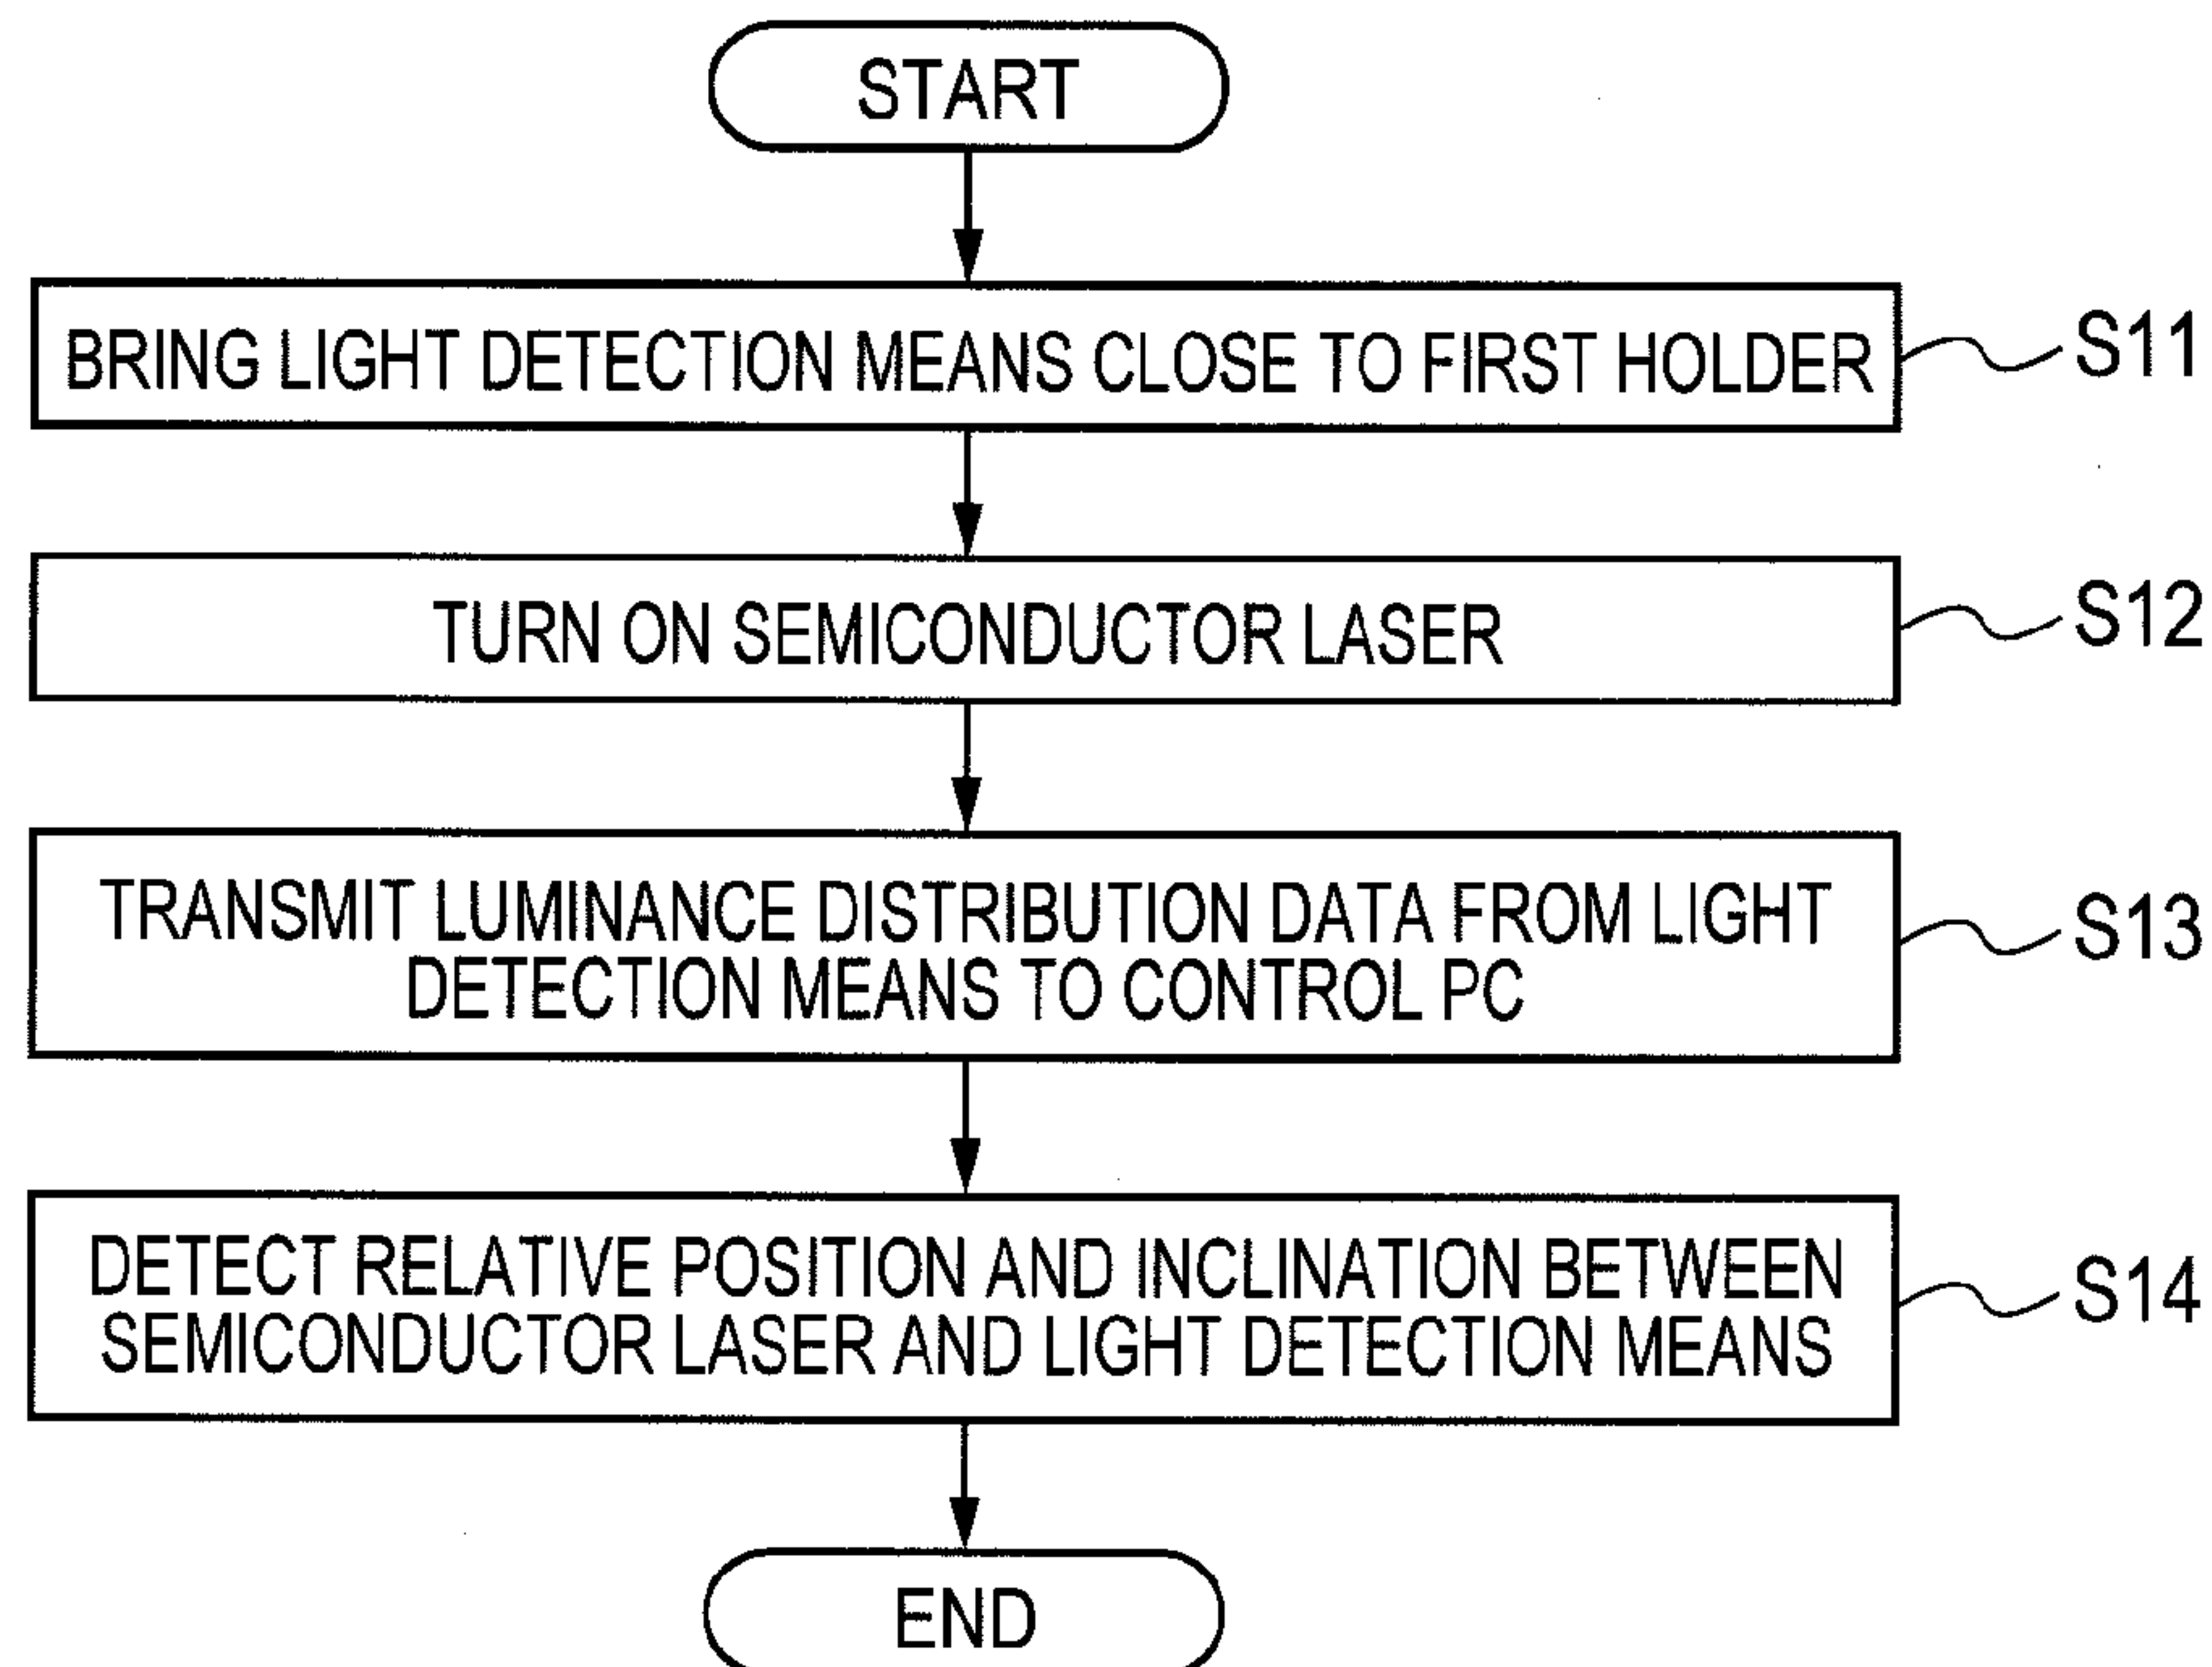 START
BRING LIGHT DETECTION MEANS CLOSE TO FIRST HOLDER
S11
TURN ON SEMICONDUCTOR LASER
S12
TRANSMIT LUMINANCE DISTRIBUTION DATA FROM LIGHT
DETECTION MEANS TO CONTROL PC
S13
DETECT RELATIVE POSITION AND INCLINATION BETWEEN
SEMICONDUCTOR LASER AND LIGHT DETECTION MEANS
S14
END